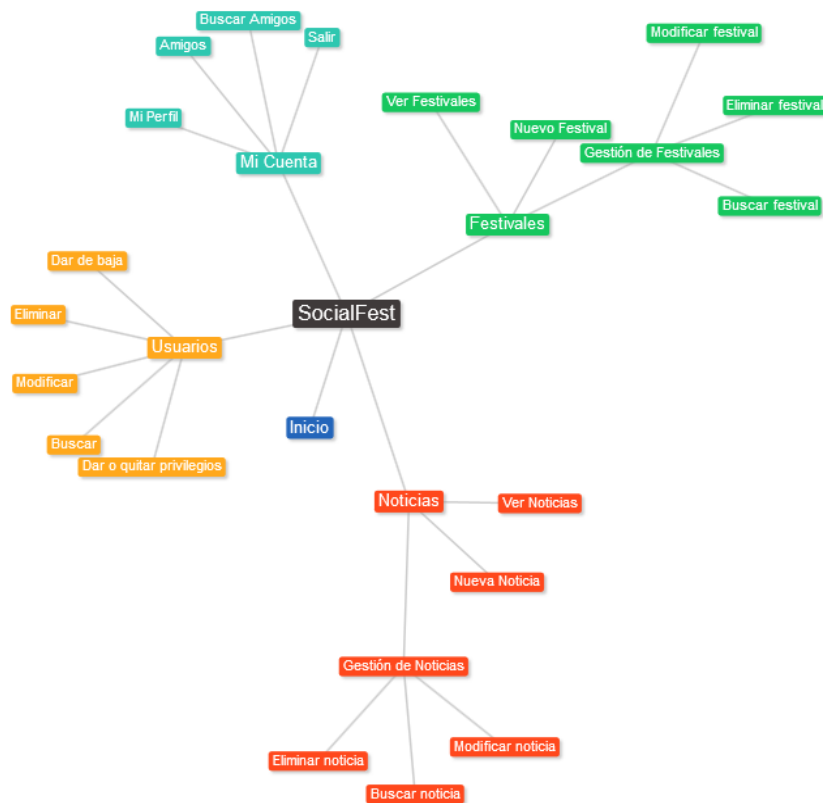 Buscar Amigos
Amigos
Salir
Mi Perfil
Mi Cuenta
Modificar festival
Ver Festivales
Eliminar festival
Nuevo Festival
Gestión de Festivales
Buscar festival
Festivales
SocialFest
Dar de baja
Eliminar
Usuarios
Modificar
Buscar
Dar o quitar privilegios
Inicio
Noticias
Ver Noticias
Nueva Noticia
Gestión de Noticias
Eliminar noticia
Modificar noticia
Buscar noticia